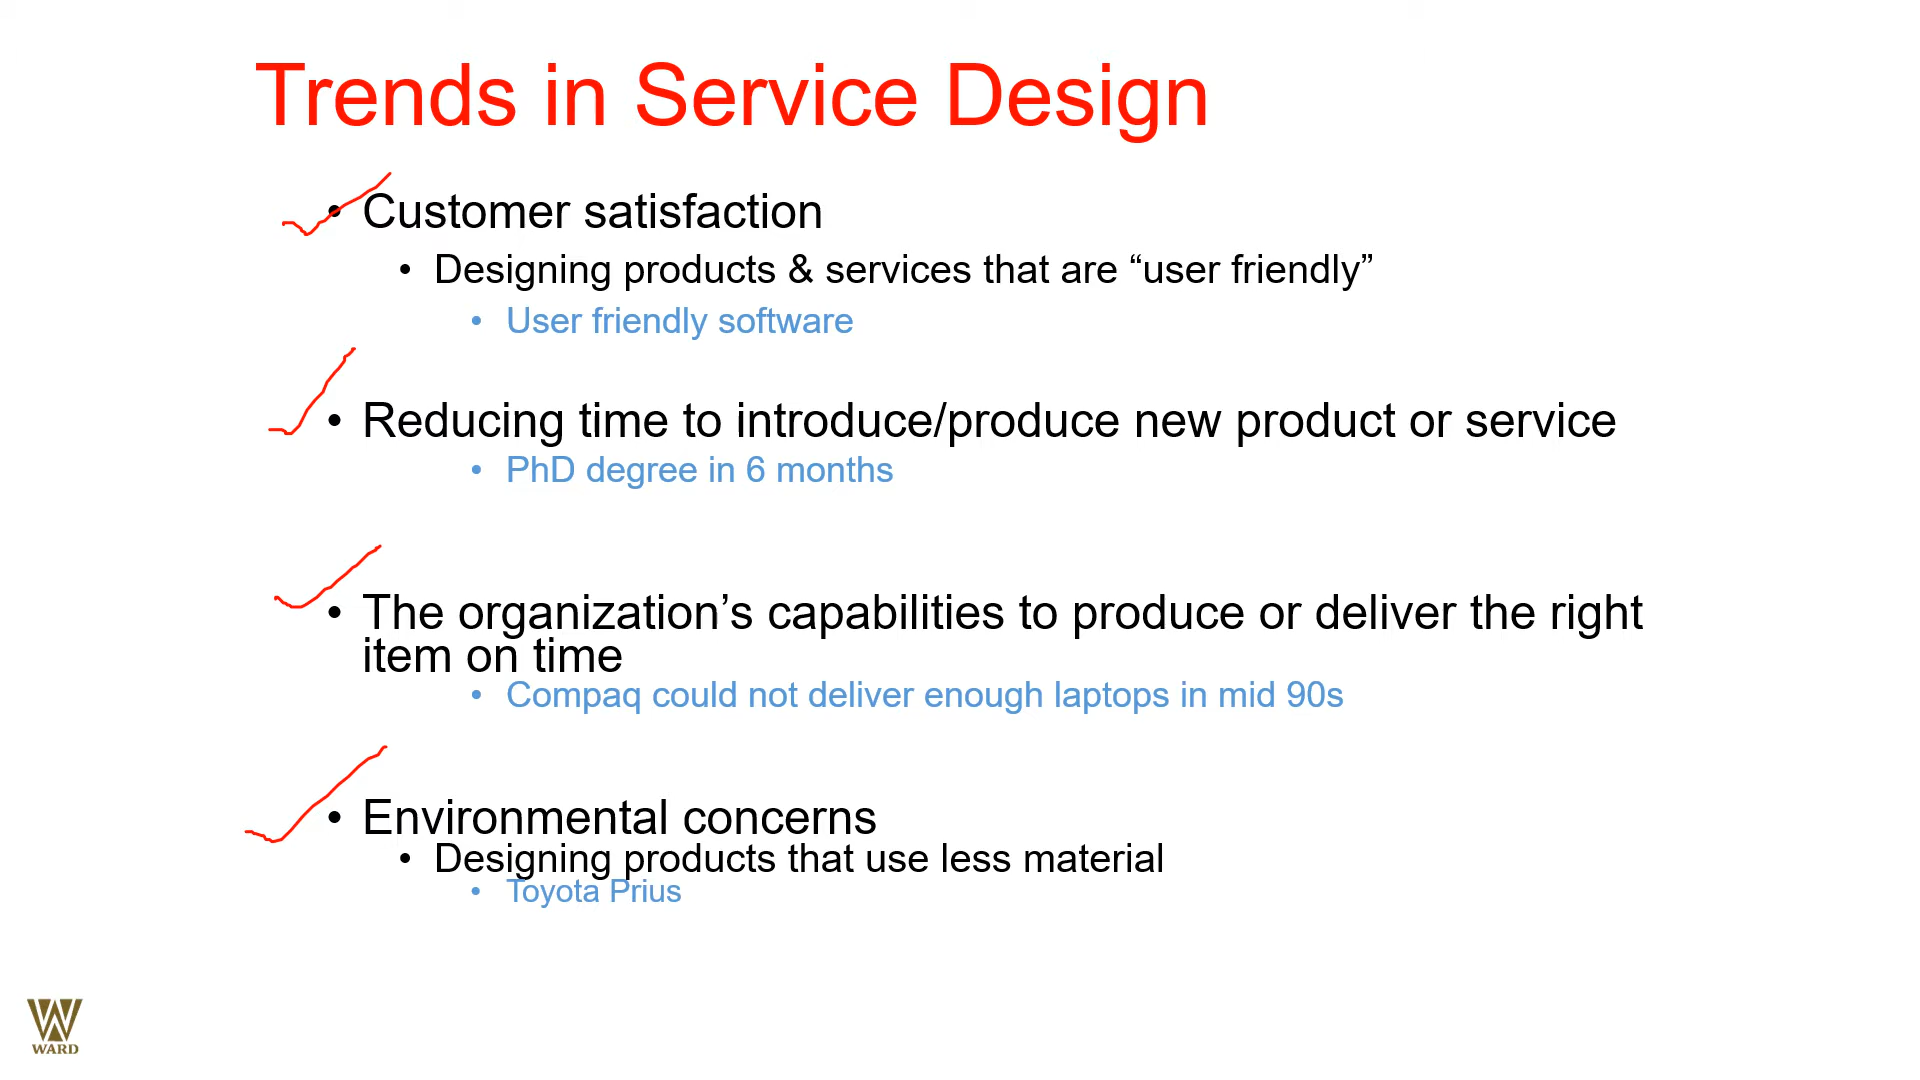 Trends in Service Design
• Customer satisfaction
• Designing products & services that are “user friendly”
• User friendly software
• Reducing time to introduce/produce new product or service
• PhD degree in 6 months
• The organization’s capabilities to produce or deliver the right
item on time
• Compaq could not deliver enough laptops in mid 90s
• Environmental concerns
• Designing products that use less material
• Toyota Prius
WARD